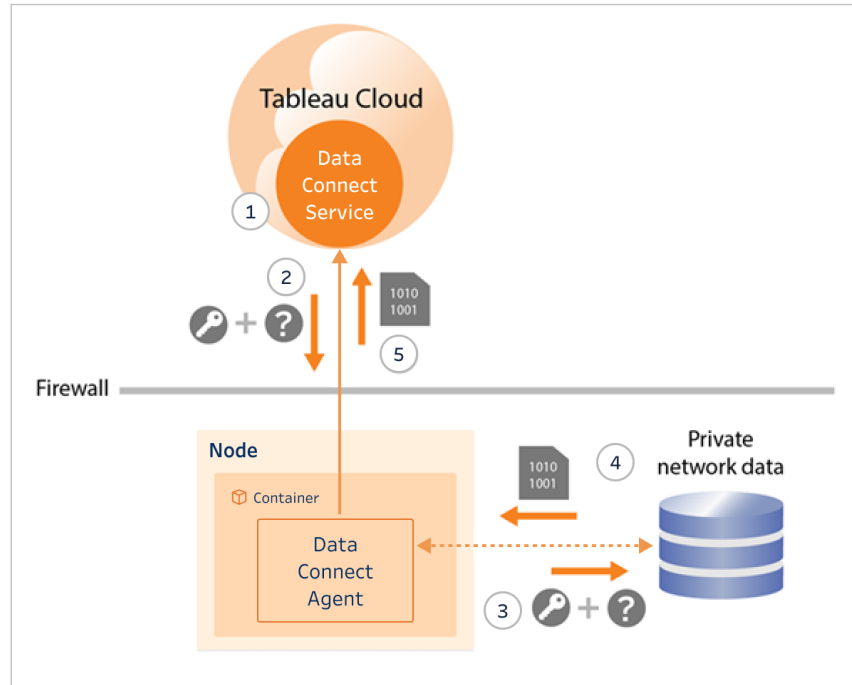 Tableau Cloud
Data
Connect
Service
1
2
+ ?
1010
1001
5
Firewall
Node
Container
Data
Connect
Agent
1010
1001
4
Private
network data
3
+ ?